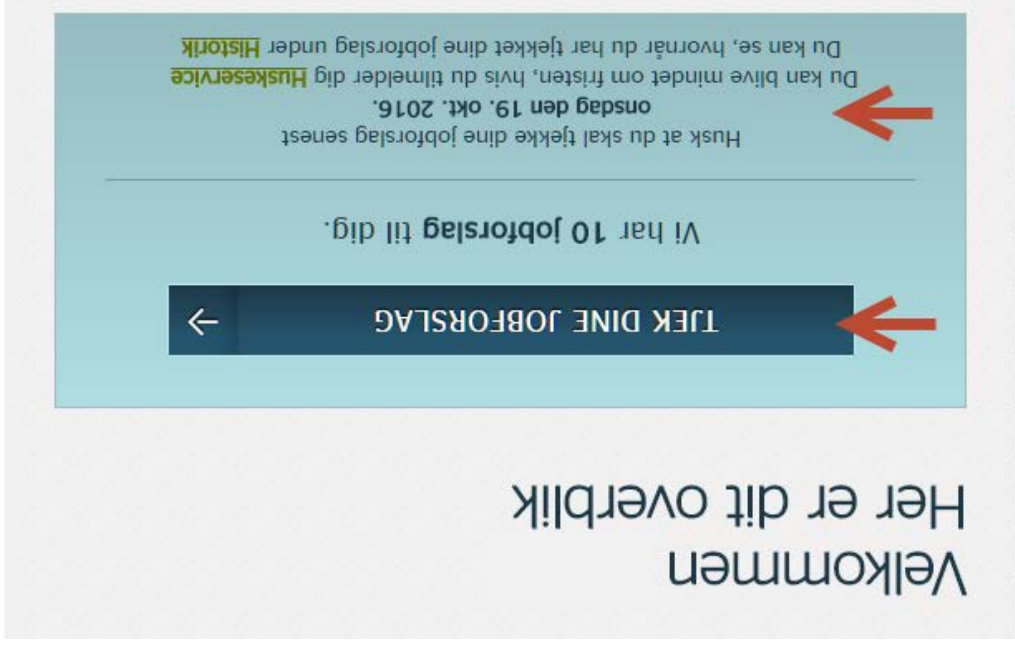 Velkommen
Her er dit overblik
TJEK DINE JOBFORSLAG
Vi har 10 jobforslag til dig.
Husk at du skal tjekke dine jobforslag senest
onsdag den 19. okt. 2016.
Du kan blive mindet om fristen, hvis du tilmelder dig Huskeservice
Du kan se, hvornår du har tjekket dine jobforslag under Historik